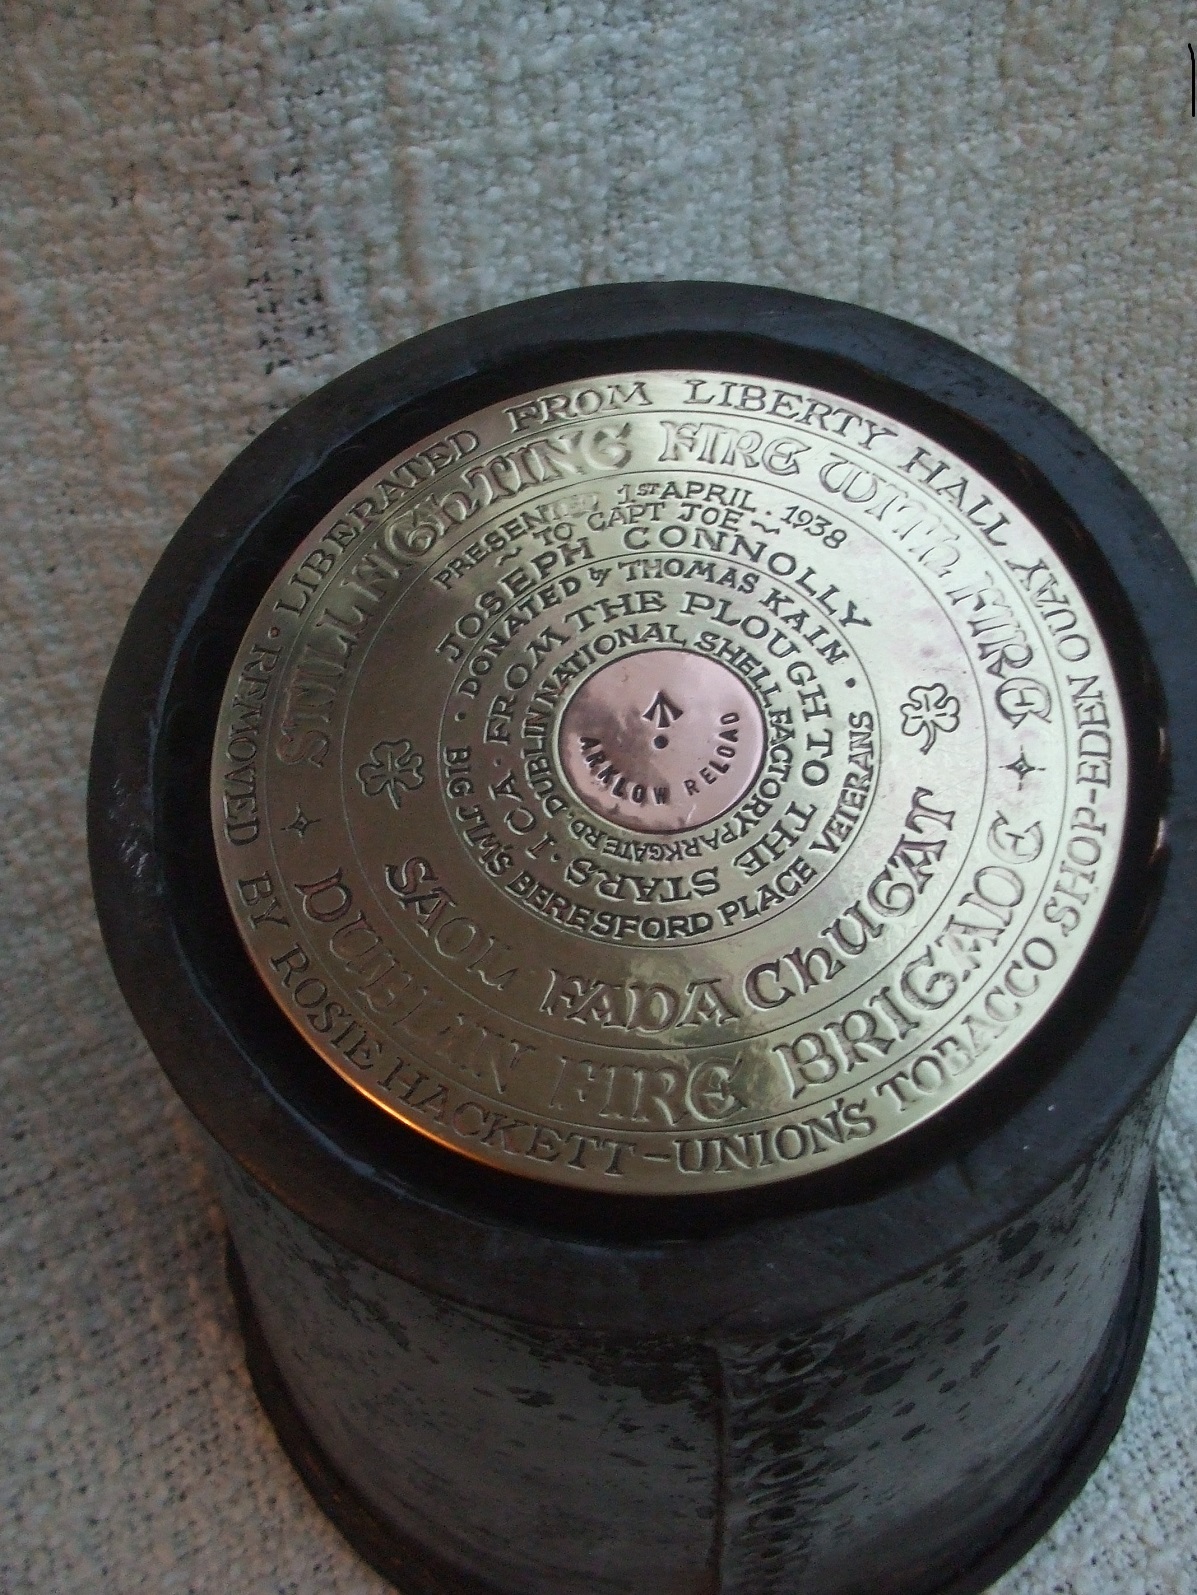 · LIBERATED FROM LIBERTY HALL QUAY
EDEN - SHOP TOBACCO UNION'S - REMOVED BY ROSIE HACKETT
STILL FIGHTING FIRE WITH FIRE
DUBLIN FIRE BRIGADE
PRESENTED 1ST APRIL · 1938
~ TO CAPT JOE ~
JOSEPH CONNOLLY
· DONATED by THOMAS KAIN ·
BIG JIM'S BERESFORD PLACE VEIERANS
SAOL FADA ChUGAT
I C A · FROM THE PLOUGH TO THE STARS ·
DUBLIN NATIONAL SHELL FACTORY PARKGATE RD ·
ARKLOW RELOAD